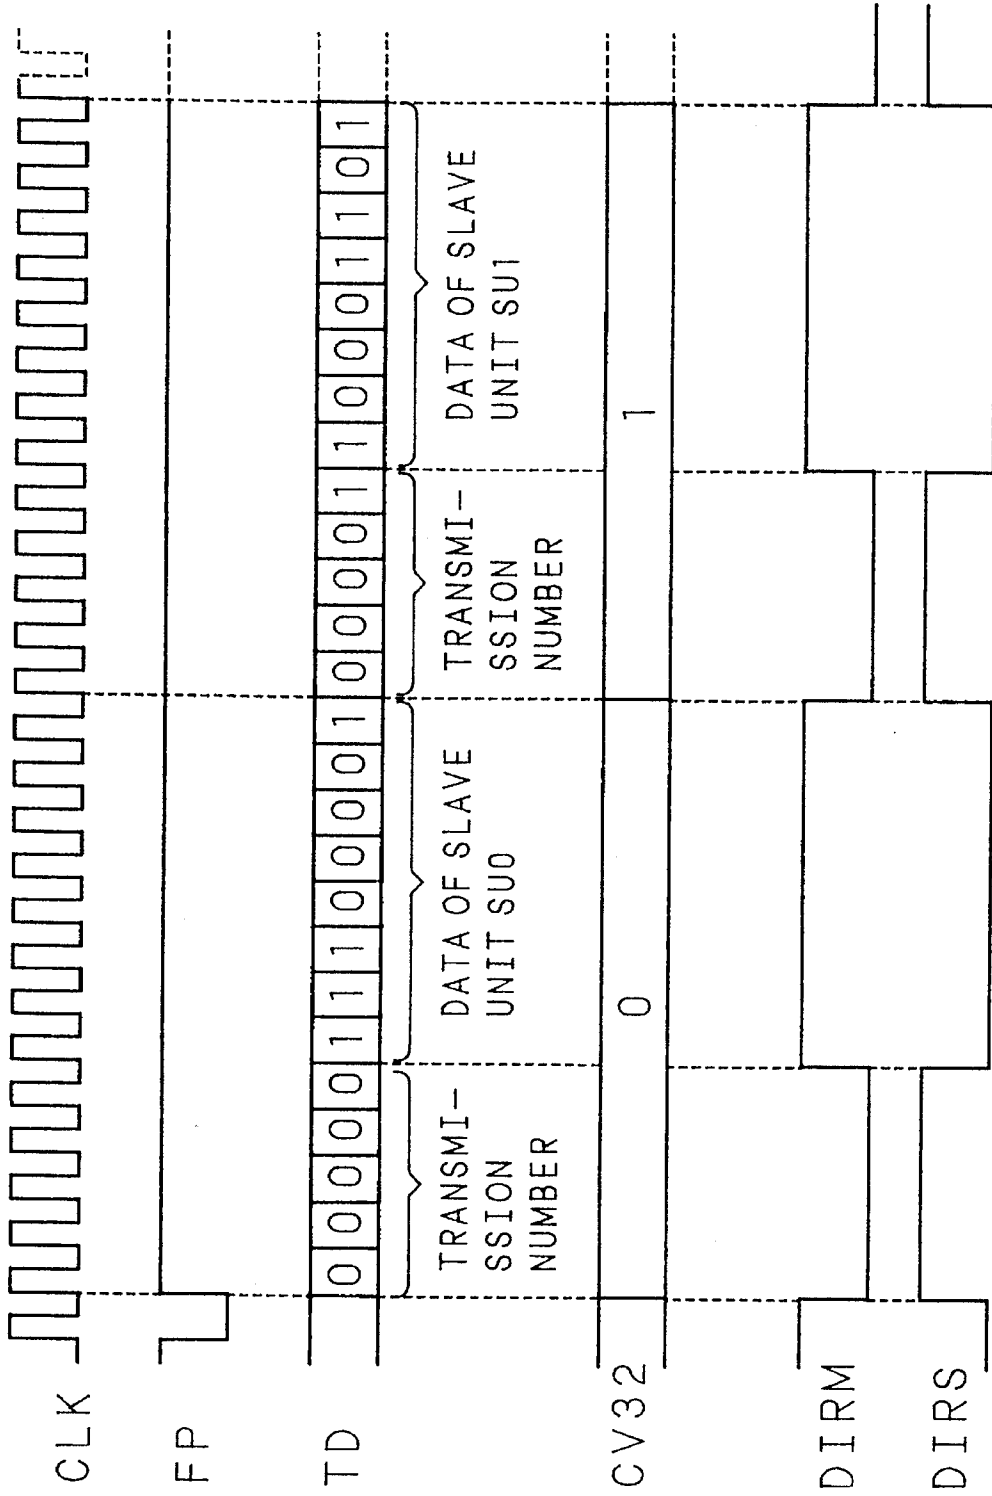 CLK
FP
TD
0 0 0 0 0 1 1 1 0 0 0 0 1 0 0 0 0 1 1 0 0 0 1 1 0 1
TRANSMI-
SSION
NUMBER
DATA OF SLAVE
UNIT SU0
TRANSMI-
SSION
NUMBER
DATA OF SLAVE
UNIT SU1
CV32
0
1
DIRM
DIRS